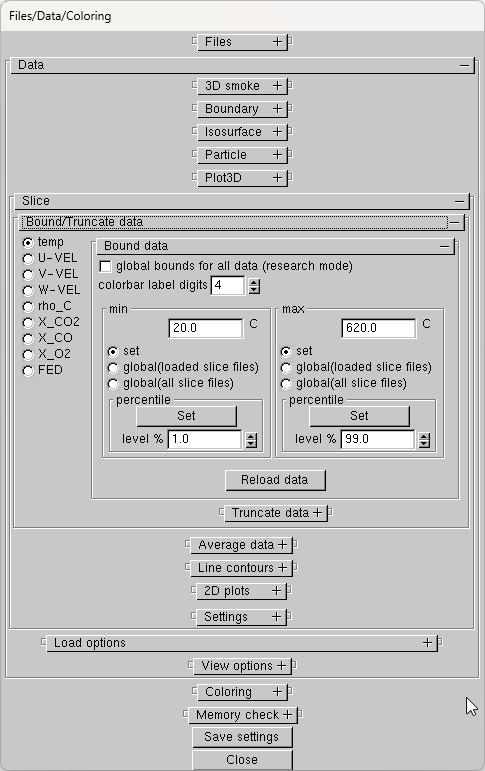 Files/Data/Coloring
Files +
Data −
3D smoke +
Boundary +
Isosurface +
Particle +
Plot3D +
Slice −
Bound/Truncate data −
temp
U-VEL
V-VEL
W-VEL
rho_C
X_CO2
X_CO
X_O2
FED
Bound data −
global bounds for all data (research mode)
colorbar label digits 4
min
20.0 C
set
global(loaded slice files)
global(all slice files)
percentile
Set
level % 1.0
max
620.0 C
set
global(loaded slice files)
global(all slice files)
percentile
Set
level % 99.0
Reload data
Truncate data +
Average data +
Line contours +
2D plots +
Settings +
Load options +
View options +
Coloring +
Memory check +
Save settings
Close